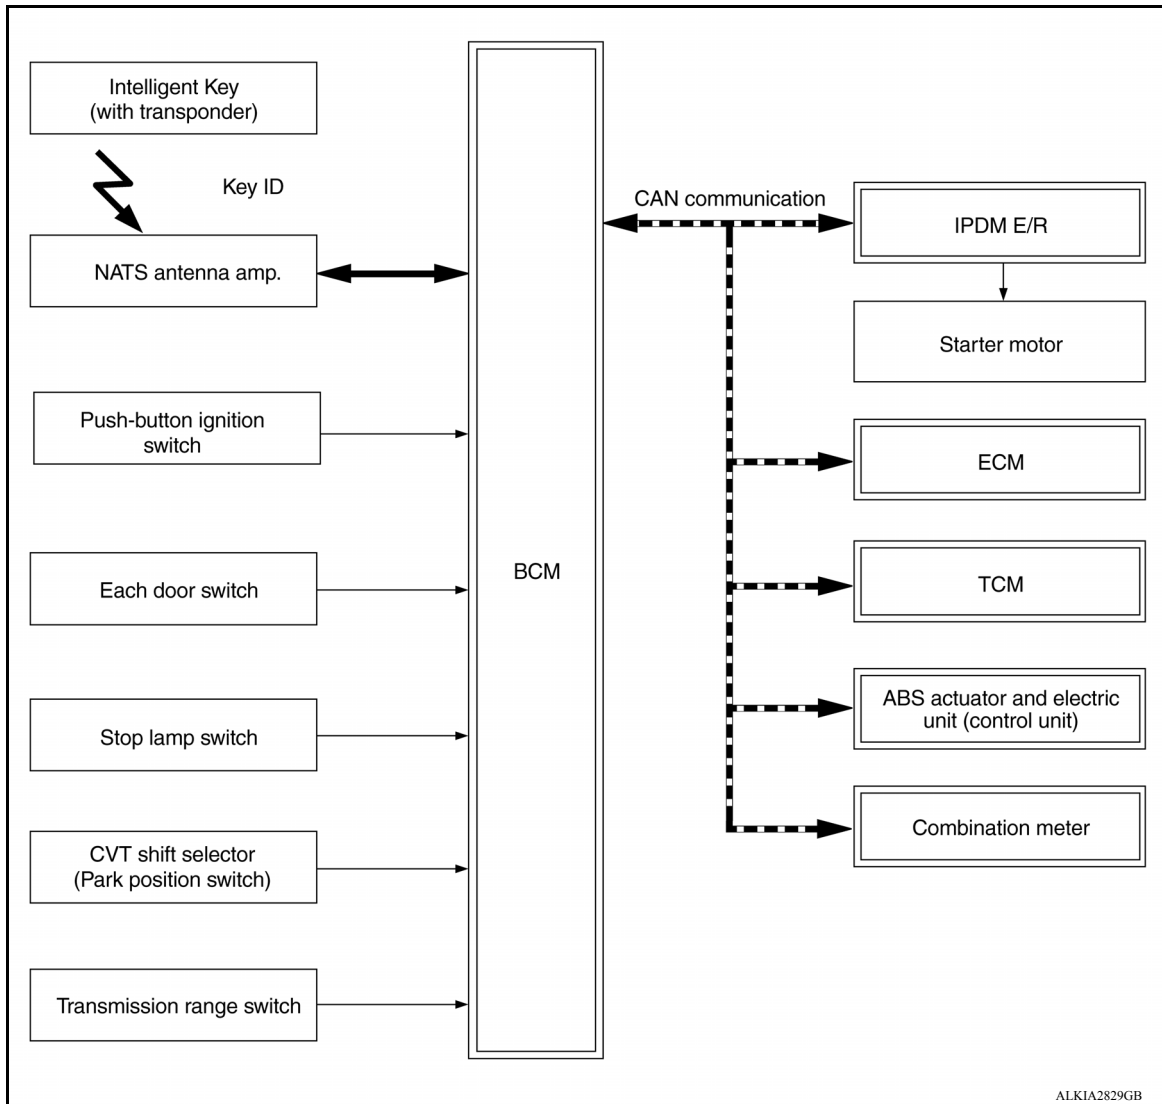 Intelligent Key
(with transponder)
Key ID
NATS antenna amp.
Push-button ignition
switch
Each door switch
Stop lamp switch
CVT shift selector
(Park position switch)
Transmission range switch
BCM
CAN communication
IPDM E/R
Starter motor
ECM
TCM
ABS actuator and electric
unit (control unit)
Combination meter
ALKIA2829GB